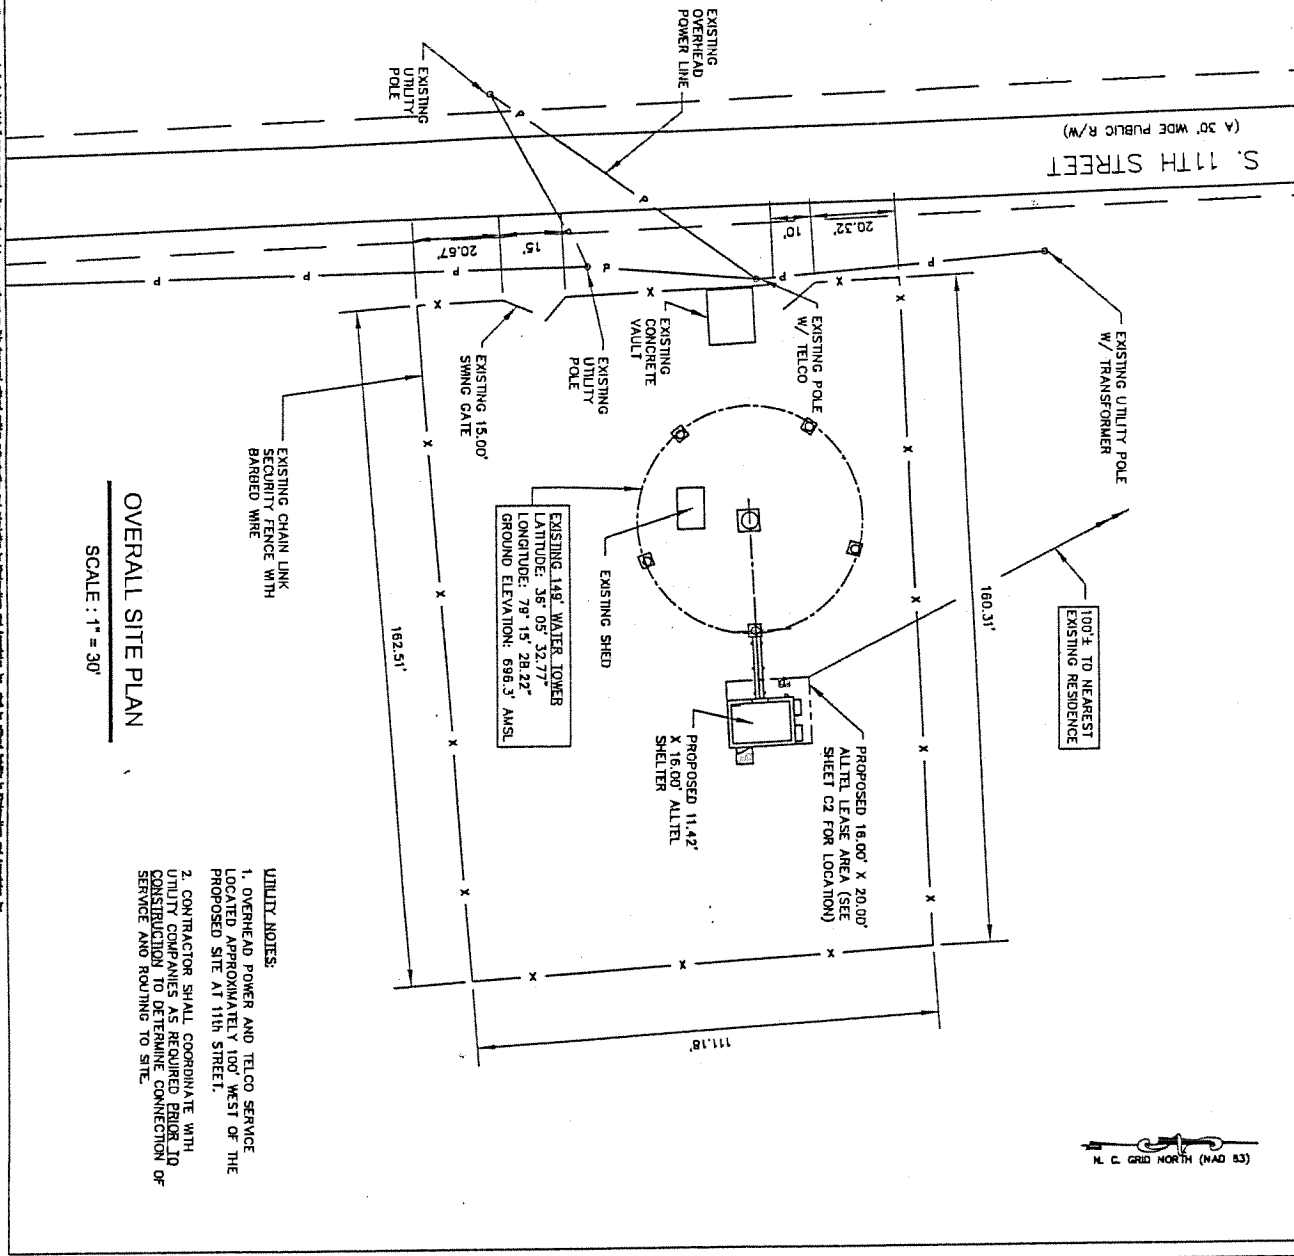 EXISTING
OVERHEAD
POWER LINE
EXISTING
UTILITY
POLE
S. 11TH STREET
(A 30' WIDE PUBLIC R/W)
20.67'
15'
10'
20.32'
EXISTING UTILITY POLE
W/ TRANSFORMER
EXISTING POLE
W/ TELCO
EXISTING
CONCRETE
VAULT
EXISTING
UTILITY
POLE
EXISTING 15.00'
SWING GATE
EXISTING CHAIN LINK
SECURITY FENCE WITH
BARBED WIRE
EXISTING SHED
EXISTING 149' WATER TOWER
LATITUDE: 36° 05' 32.77"
LONGITUDE: 79° 15' 28.22"
GROUND ELEVATION: 696.3' AMSL
100'± TO NEAREST
EXISTING RESIDENCE
160.31'
162.51'
111.18'
PROPOSED 16.00' X 20.00'
ALLTEL LEASE AREA (SEE
SHEET C2 FOR LOCATION)
PROPOSED 11.42'
X 16.00' ALLTEL
SHELTER
OVERALL SITE PLAN
SCALE : 1" = 30'
UTILITY NOTES:
1. OVERHEAD POWER AND TELCO SERVICE
LOCATED APPROXIMATELY 100' WEST OF THE
PROPOSED SITE AT 11th STREET.
2. CONTRACTOR SHALL COORDINATE WITH
UTILITY COMPANIES AS REQUIRED PRIOR TO
CONSTRUCTION TO DETERMINE CONNECTION OF
SERVICE AND ROUTING TO SITE.
N. C. GRID NORTH (NAD 83)